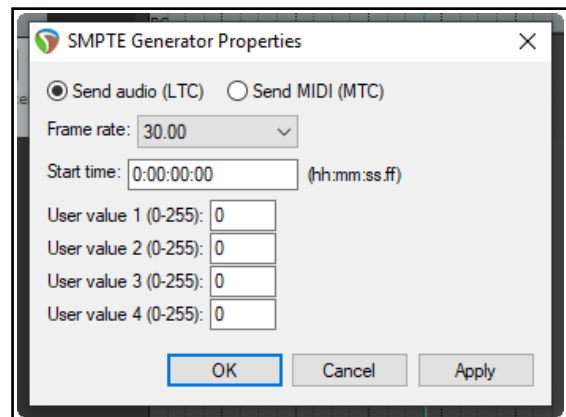 SMPTE Generator Properties
Send audio (LTC) Send MIDI (MTC)
Frame rate: 30.00
Start time: 0:00:00:00 (hh:mm:ss.ff)
User value 1 (0-255): 0
User value 2 (0-255): 0
User value 3 (0-255): 0
User value 4 (0-255): 0
OK Cancel Apply